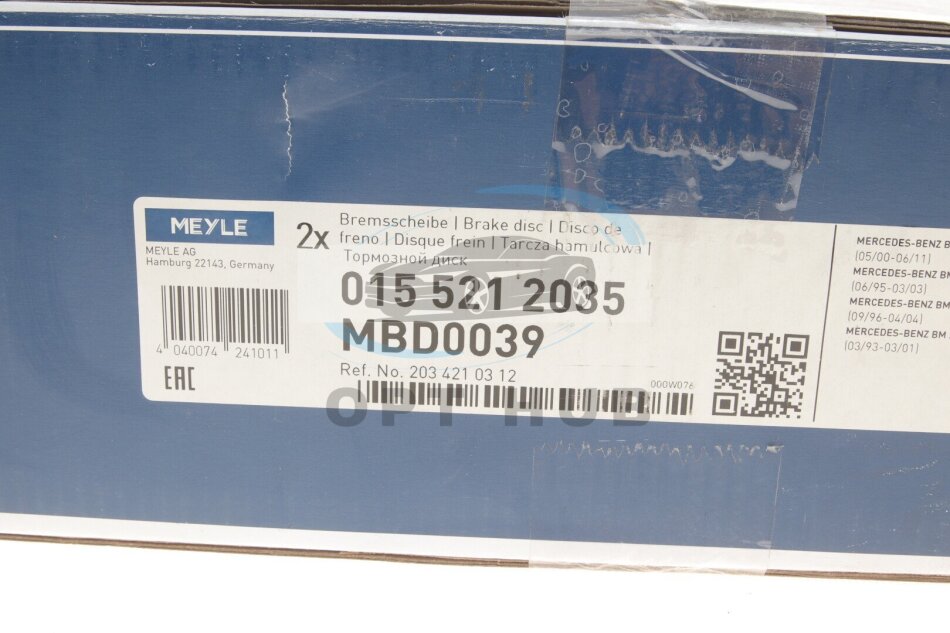 MEYLE
MEYLE AG
Hamburg 22143, Germany
4 040074 241011
EAC
2x
Bremsscheibe | Brake disc | Disco de
freno | Disque frein | Tarcza hamulcowa |
Тормозной диск
015 521 2035
MBD0039
Ref. No. 203 421 03 12
000W076
OPT HUB
MERCEDES-BENZ B
(05/00-06/11)
MERCEDES-BENZ BM
(06/95-03/03)
MERCEDES-BENZ BM
(09/96-04/04)
MERCEDES-BENZ BM
(03/93-03/01)